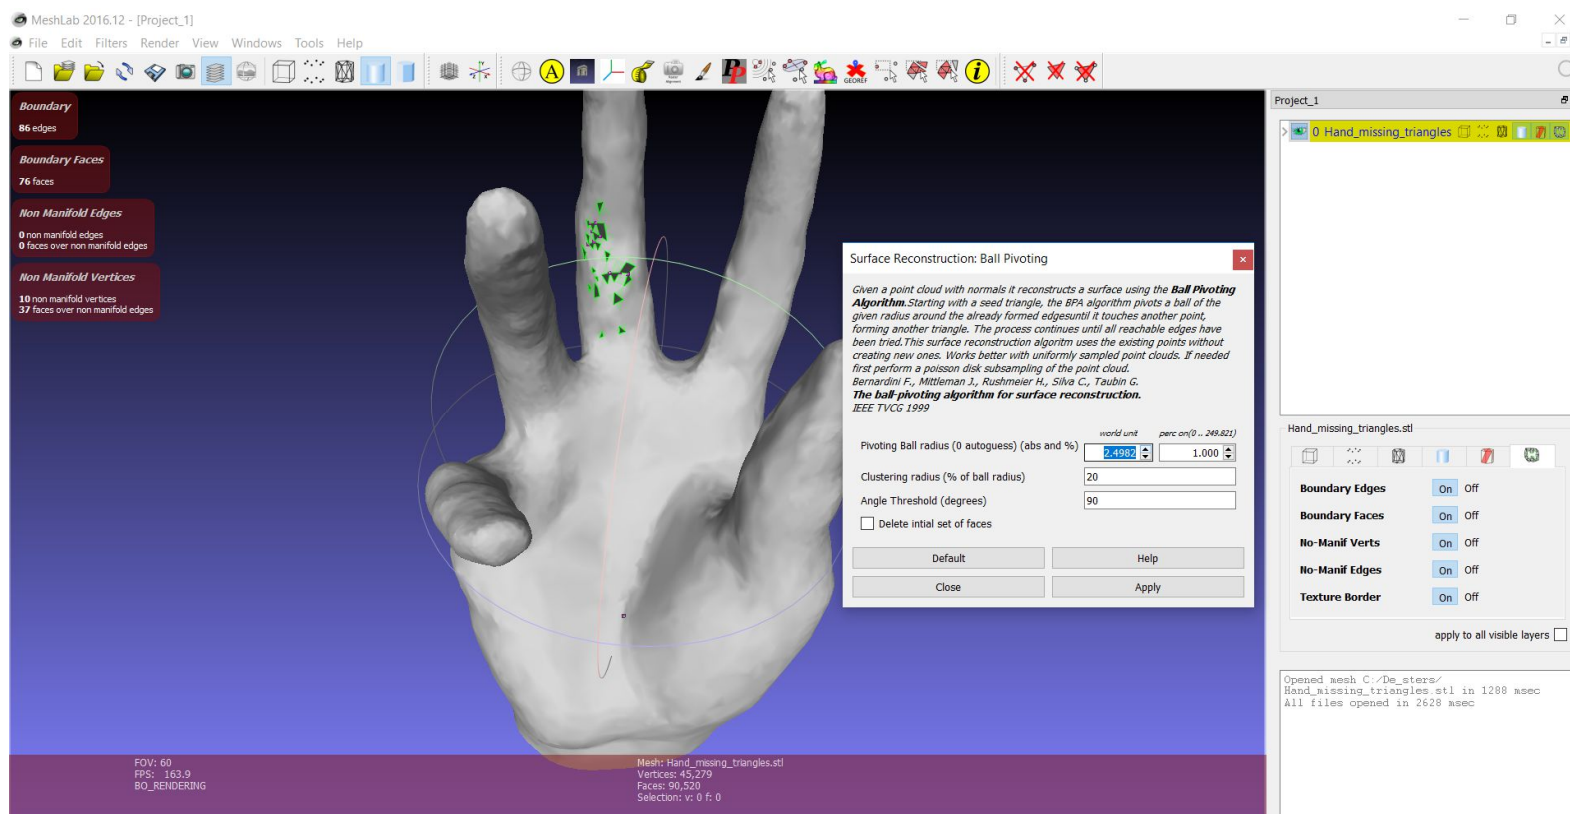 MeshLab 2016.12 - [Project_1]
File Edit Filters Render View Windows Tools Help
A
PP
GEOREF
i
Boundary
86 edges
Boundary Faces
76 faces
Non Manifold Edges
0 non manifold edges
0 faces over non manifold edges
Non Manifold Vertices
10 non manifold vertices
37 faces over non manifold edges
Surface Reconstruction: Ball Pivoting
Given a point cloud with normals it reconstructs a surface using the Ball Pivoting
Algorithm.Starting with a seed triangle, the BPA algorithm pivots a ball of the
given radius around the already formed edgesuntil it touches another point,
forming another triangle. The process continues until all reachable edges have
been tried.This surface reconstruction algoritm uses the existing points without
creating new ones. Works better with uniformly sampled point clouds. If needed
first perform a poisson disk subsampling of the point cloud.
Bernardini F., Mittleman J., Rushmeier H., Silva C., Taubin G.
The ball-pivoting algorithm for surface reconstruction.
IEEE TVCG 1999
world unit perc on(0 .. 249.821)
Pivoting Ball radius (0 autoguess) (abs and %) 2.4982 1.000
Clustering radius (% of ball radius) 20
Angle Threshold (degrees) 90
Delete intial set of faces
Default Help
Close Apply
Project_1
0 Hand_missing_triangles
Hand_missing_triangles.stl
Boundary Edges On Off
Boundary Faces On Off
No-Manif Verts On Off
No-Manif Edges On Off
Texture Border On Off
apply to all visible layers
Opened mesh C:/De_sters/
Hand_missing_triangles.stl in 1288 msec
All files opened in 2628 msec
FOV: 60
FPS: 163.9
BO_RENDERING
Mesh: Hand_missing_triangles.stl
Vertices: 45,279
Faces: 90,520
Selection: v: 0 f: 0